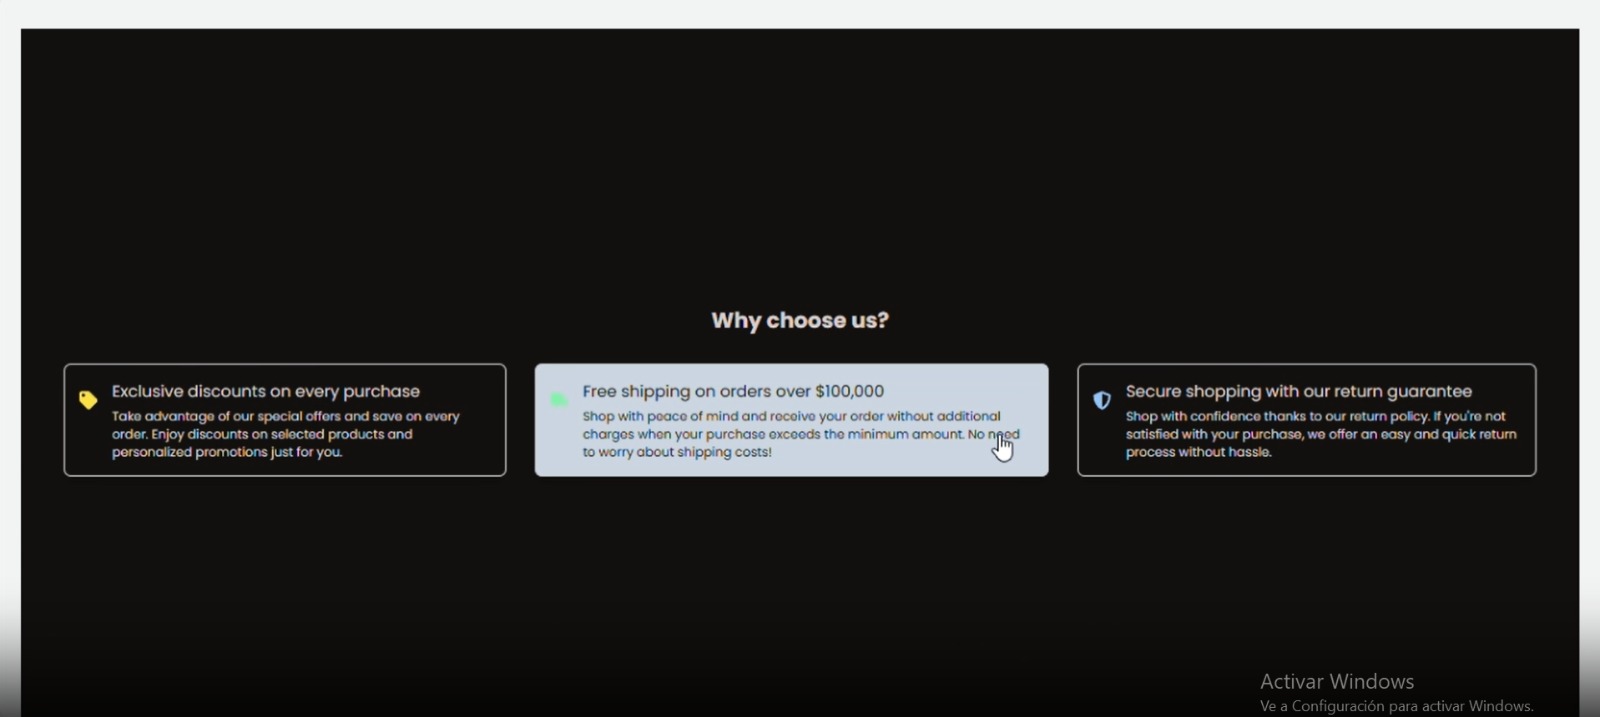 Why choose us?
Exclusive discounts on every purchase
Take advantage of our special offers and save on every
order. Enjoy discounts on selected products and
personalized promotions just for you.
Free shipping on orders over $100,000
Shop with peace of mind and receive your order without additional
charges when your purchase exceeds the minimum amount. No need
to worry about shipping costs!
Secure shopping with our return guarantee
Shop with confidence thanks to our return policy. If you're not
satisfied with your purchase, we offer an easy and quick return
process without hassle.
Activar Windows
Ve a Configuración para activar Windows.